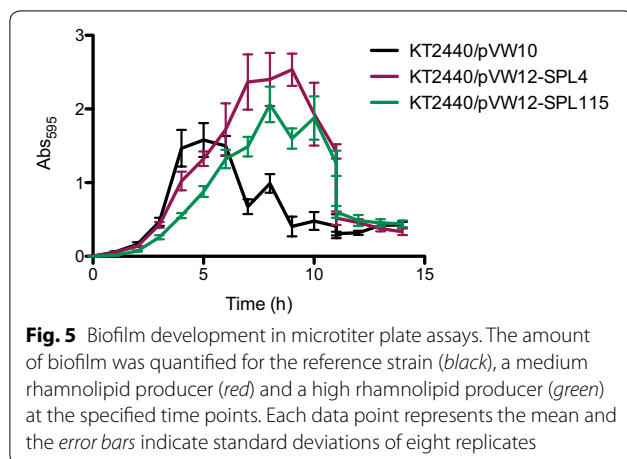 3
2
1
0
Abs595
0 5 10 15
Time (h)
KT2440/pVW10
KT2440/pVW12-SPL4
KT2440/pVW12-SPL115
Fig. 5 Biofilm development in microtiter plate assays. The amount
of biofilm was quantified for the reference strain (black), a medium
rhamnolipid producer (red) and a high rhamnolipid producer (green)
at the specified time points. Each data point represents the mean and
the error bars indicate standard deviations of eight replicates